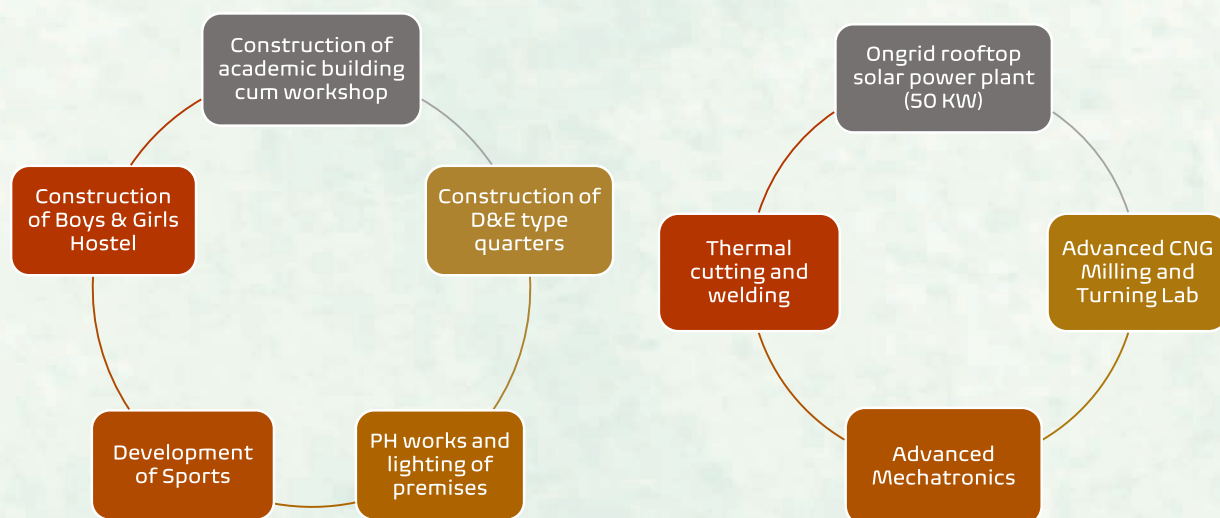 Construction of
academic building
cum workshop
Construction of
D&E type
quarters
PH works and
lighting of
premises
Development
of Sports
Construction
of Boys & Girls
Hostel
Ongrid rooftop
solar power plant
(50 KW)
Advanced CNG
Milling and
Turning Lab
Advanced
Mechatronics
Thermal
cutting and
welding